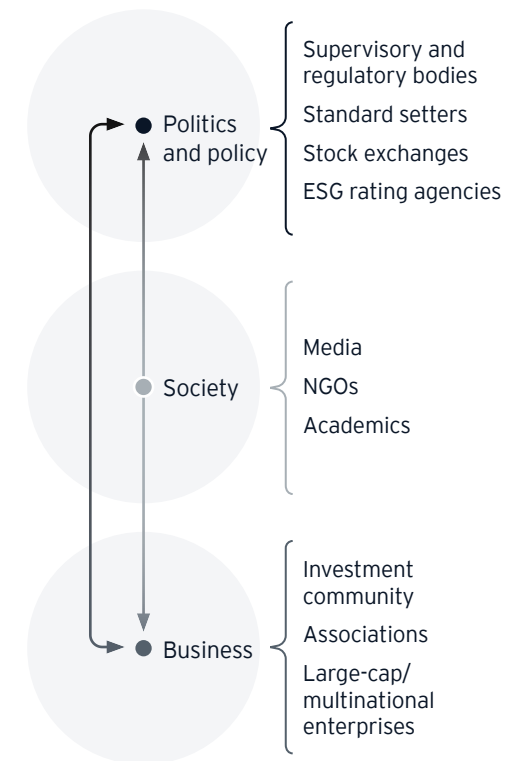 Politics
and policy
Supervisory and
regulatory bodies
Standard setters
Stock exchanges
ESG rating agencies
Society
Media
NGOs
Academics
Business
Investment
community
Associations
Large-cap/
multinational
enterprises